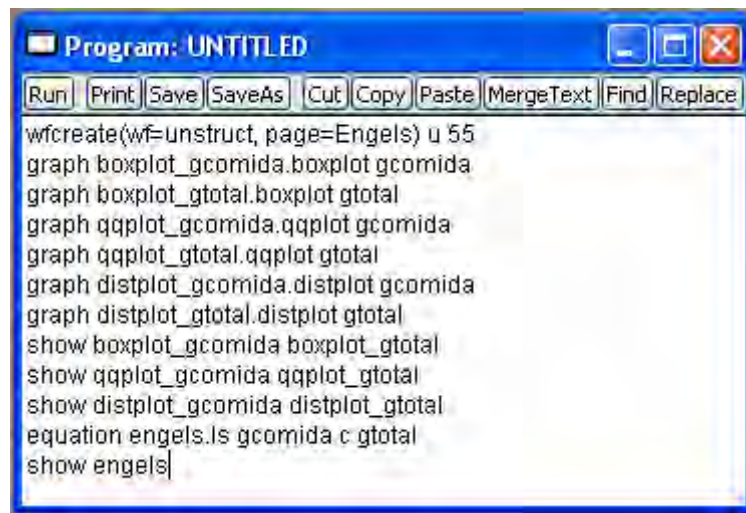 Program: UNTITLED
Run Print Save SaveAs Cut Copy Paste MergeText Find Replace
wfcreate(wf=unstruct, page=Engels) u 55
graph boxplot_gcomida.boxplot gcomida
graph boxplot_gtotal.boxplot gtotal
graph qqplot_gcomida.qqplot gcomida
graph qqplot_gtotal.qqplot gtotal
graph distplot_gcomida.distplot gcomida
graph distplot_gtotal.distplot gtotal
show boxplot_gcomida boxplot_gtotal
show qqplot_gcomida qqplot_gtotal
show distplot_gcomida distplot_gtotal
equation engels.ls gcomida c gtotal
show engels